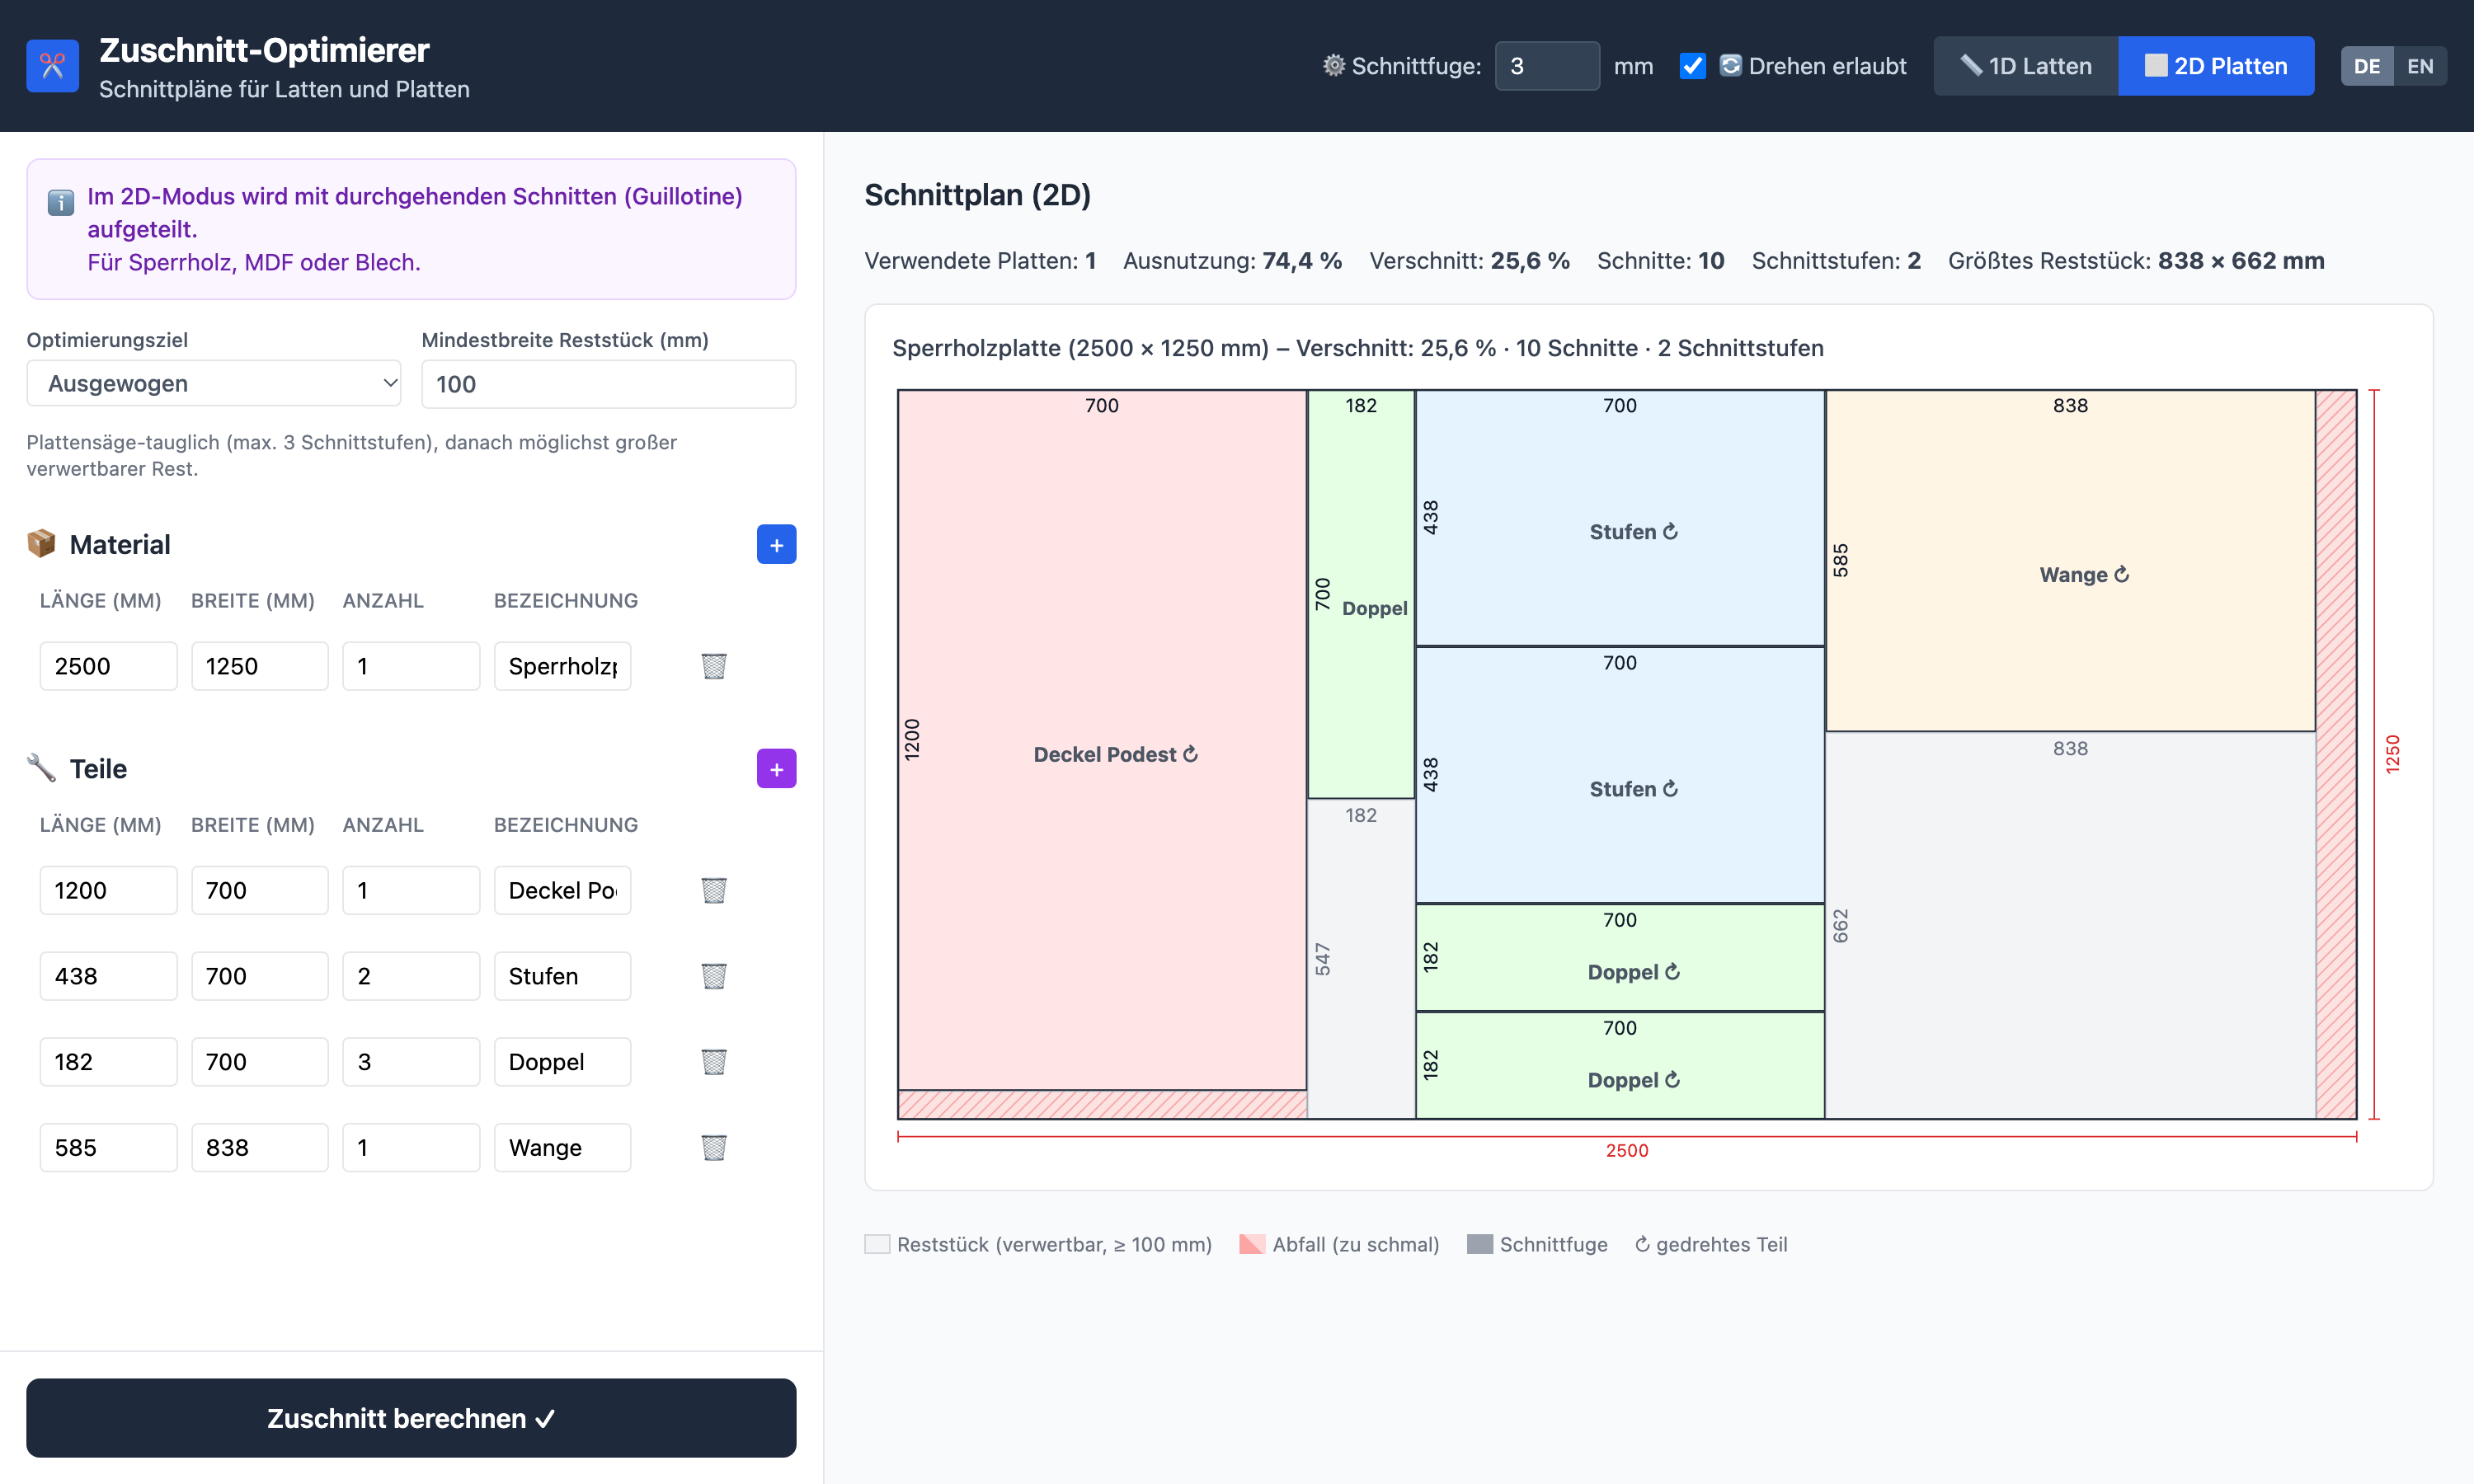 Zuschnitt-Optimierer
Schnittpläne für Latten und Platten
Schnittfuge: 3 mm Drehen erlaubt 1D Latten 2D Platten DE EN
Im 2D-Modus wird mit durchgehenden Schnitten (Guillotine)
aufgeteilt.
Für Sperrholz, MDF oder Blech.
Optimierungsziel Mindestbreite Reststück (mm)
Ausgewogen 100
Plattensäge-tauglich (max. 3 Schnittstufen), danach möglichst großer
verwertbarer Rest.
Material +
LÄNGE (MM) BREITE (MM) ANZAHL BEZEICHNUNG
2500 1250 1 Sperrholzp
Teile +
LÄNGE (MM) BREITE (MM) ANZAHL BEZEICHNUNG
1200 700 1 Deckel Po
438 700 2 Stufen
182 700 3 Doppel
585 838 1 Wange
Zuschnitt berechnen ✓
Schnittplan (2D)
Verwendete Platten: 1 Ausnutzung: 74,4 % Verschnitt: 25,6 % Schnitte: 10 Schnittstufen: 2 Größtes Reststück: 838 × 662 mm
Sperrholzplatte (2500 × 1250 mm) – Verschnitt: 25,6 % · 10 Schnitte · 2 Schnittstufen
700
1200
Deckel Podest ↻
182
700
Doppel
182
547
700
438
Stufen ↻
700
438
Stufen ↻
700
182
Doppel ↻
700
182
Doppel ↻
838
585
Wange ↻
838
662
1250
2500
Reststück (verwertbar, ≥ 100 mm) Abfall (zu schmal) Schnittfuge ↻ gedrehtes Teil